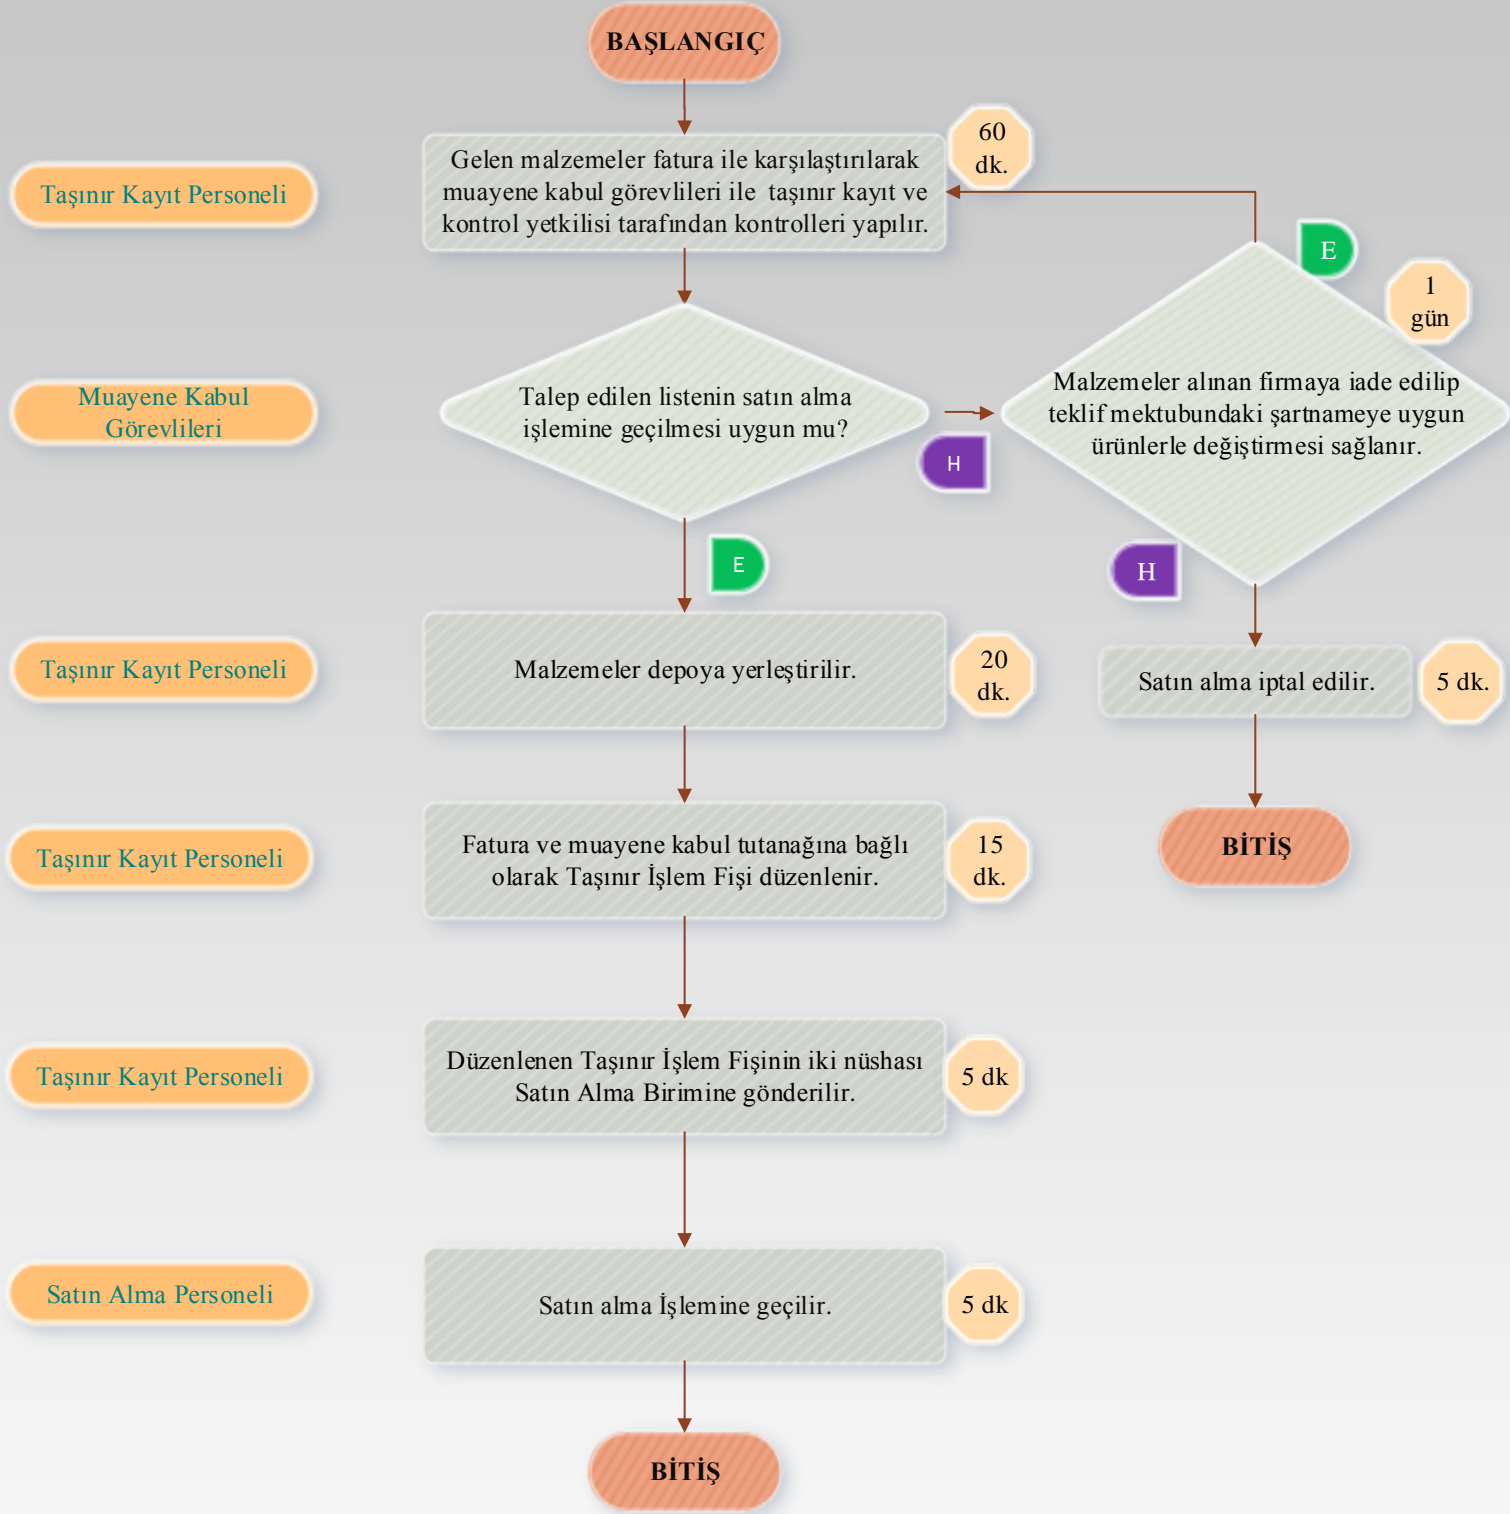 BAŞLANGIÇ
60
dk.
Taşınır Kayıt Personeli
Gelen malzemeler fatura ile karşılaştırılarak
muayene kabul görevlileri ile  taşınır kayıt ve
kontrol yetkilisi tarafından kontrolleri yapılır.
E
1
gün
Muayene Kabul
Görevlileri
Talep edilen listenin satın alma
işlemine geçilmesi uygun mu?
H
Malzemeler alınan firmaya iade edilip
teklif mektubundaki şartnameye uygun
ürünlerle değiştirmesi sağlanır.
E
H
Taşınır Kayıt Personeli
Malzemeler depoya yerleştirilir.
20
dk.
Satın alma iptal edilir.
5 dk.
Taşınır Kayıt Personeli
Fatura ve muayene kabul tutanağına bağlı
olarak Taşınır İşlem Fişi düzenlenir.
15
dk.
BİTİŞ
Taşınır Kayıt Personeli
Düzenlenen Taşınır İşlem Fişinin iki nüshası
Satın Alma Birimine gönderilir.
5 dk
Satın Alma Personeli
Satın alma İşlemine geçilir.
5 dk
BİTİŞ